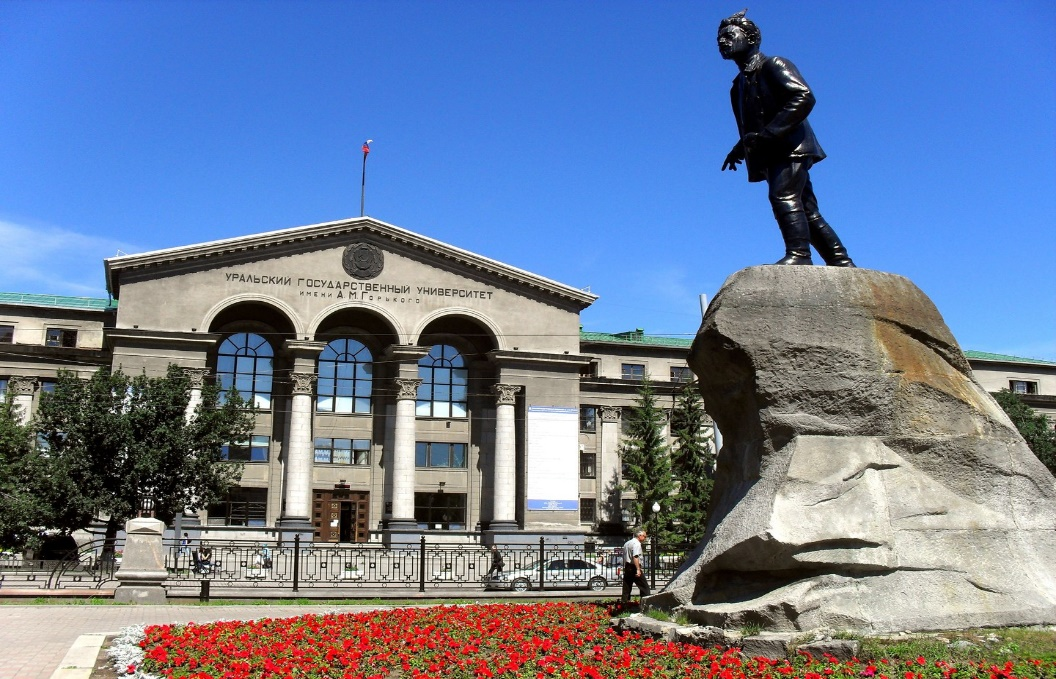 УРАЛЬСКИЙ ГОСУДАРСТВЕННЫЙ УНИВЕРСИТЕТ
ИМЕНИ А.М.ГОРЬКОГО